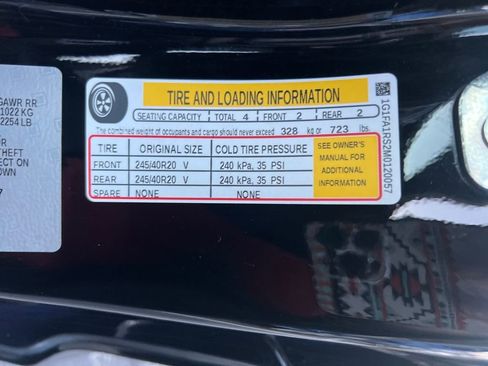 GAWR RR
1022 KG
2254 LB
TIRE AND LOADING INFORMATION
SEATING CAPACITY TOTAL 4 FRONT 2 REAR 2
The combined weight of occupants and cargo should never exceed 328 kg or 723 lbs.
TIRE ORIGINAL SIZE COLD TIRE PRESSURE
FRONT 245/40R20 V 240 kPa, 35 PSI
REAR 245/40R20 V 240 kPa, 35 PSI
SPARE NONE NONE
SEE OWNER'S
MANUAL FOR
ADDITIONAL
INFORMATION
1G1FA1RS2M0120057
UR
THEFT
ECT ON
OWN
7